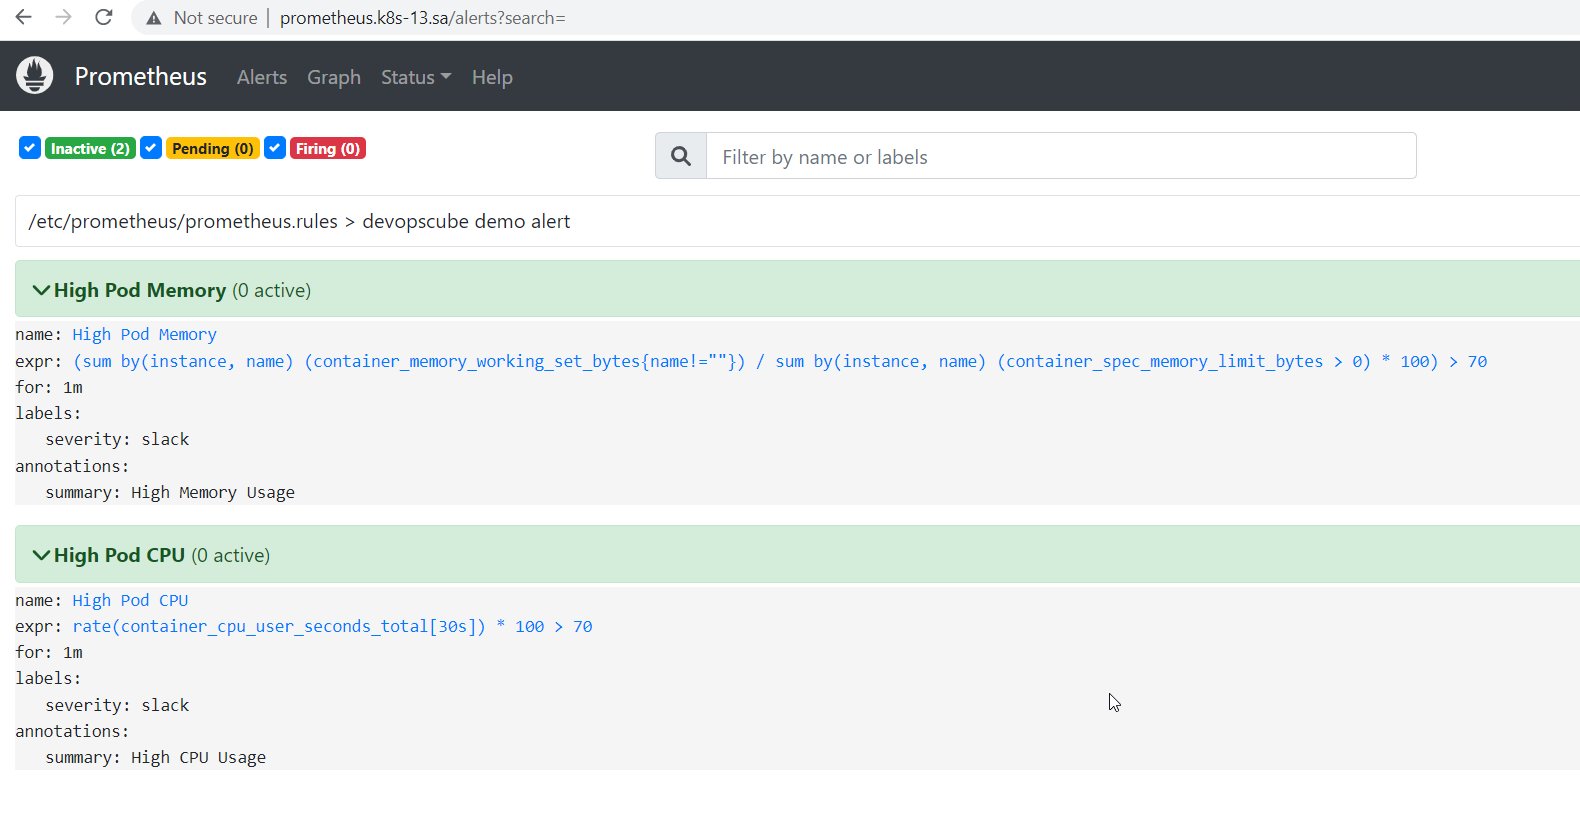 Not secure | prometheus.k8s-13.sa/alerts?search=
Prometheus Alerts Graph Status Help
Inactive (2) Pending (0) Firing (0) Filter by name or labels
/etc/prometheus/prometheus.rules > devopscube demo alert
High Pod Memory (0 active)
name: High Pod Memory
expr: (sum by(instance, name) (container_memory_working_set_bytes{name!=""}) / sum by(instance, name) (container_spec_memory_limit_bytes > 0) * 100) > 70
for: 1m
labels:
severity: slack
annotations:
summary: High Memory Usage
High Pod CPU (0 active)
name: High Pod CPU
expr: rate(container_cpu_user_seconds_total[30s]) * 100 > 70
for: 1m
labels:
severity: slack
annotations:
summary: High CPU Usage